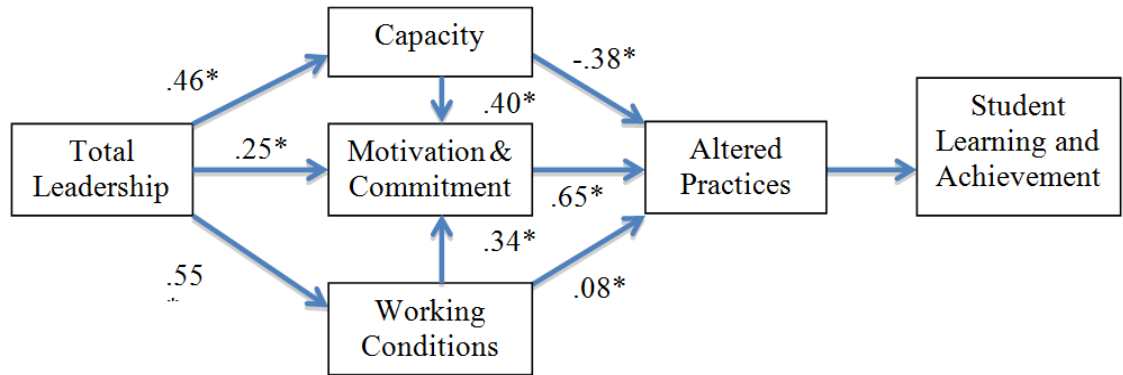 Capacity
.46*
-.38*
.40*
Total
Leadership
.25*
Motivation &
Commitment
.65*
Altered
Practices
Student
Learning and
Achievement
.34*
.55
*
Working
Conditions
.08*